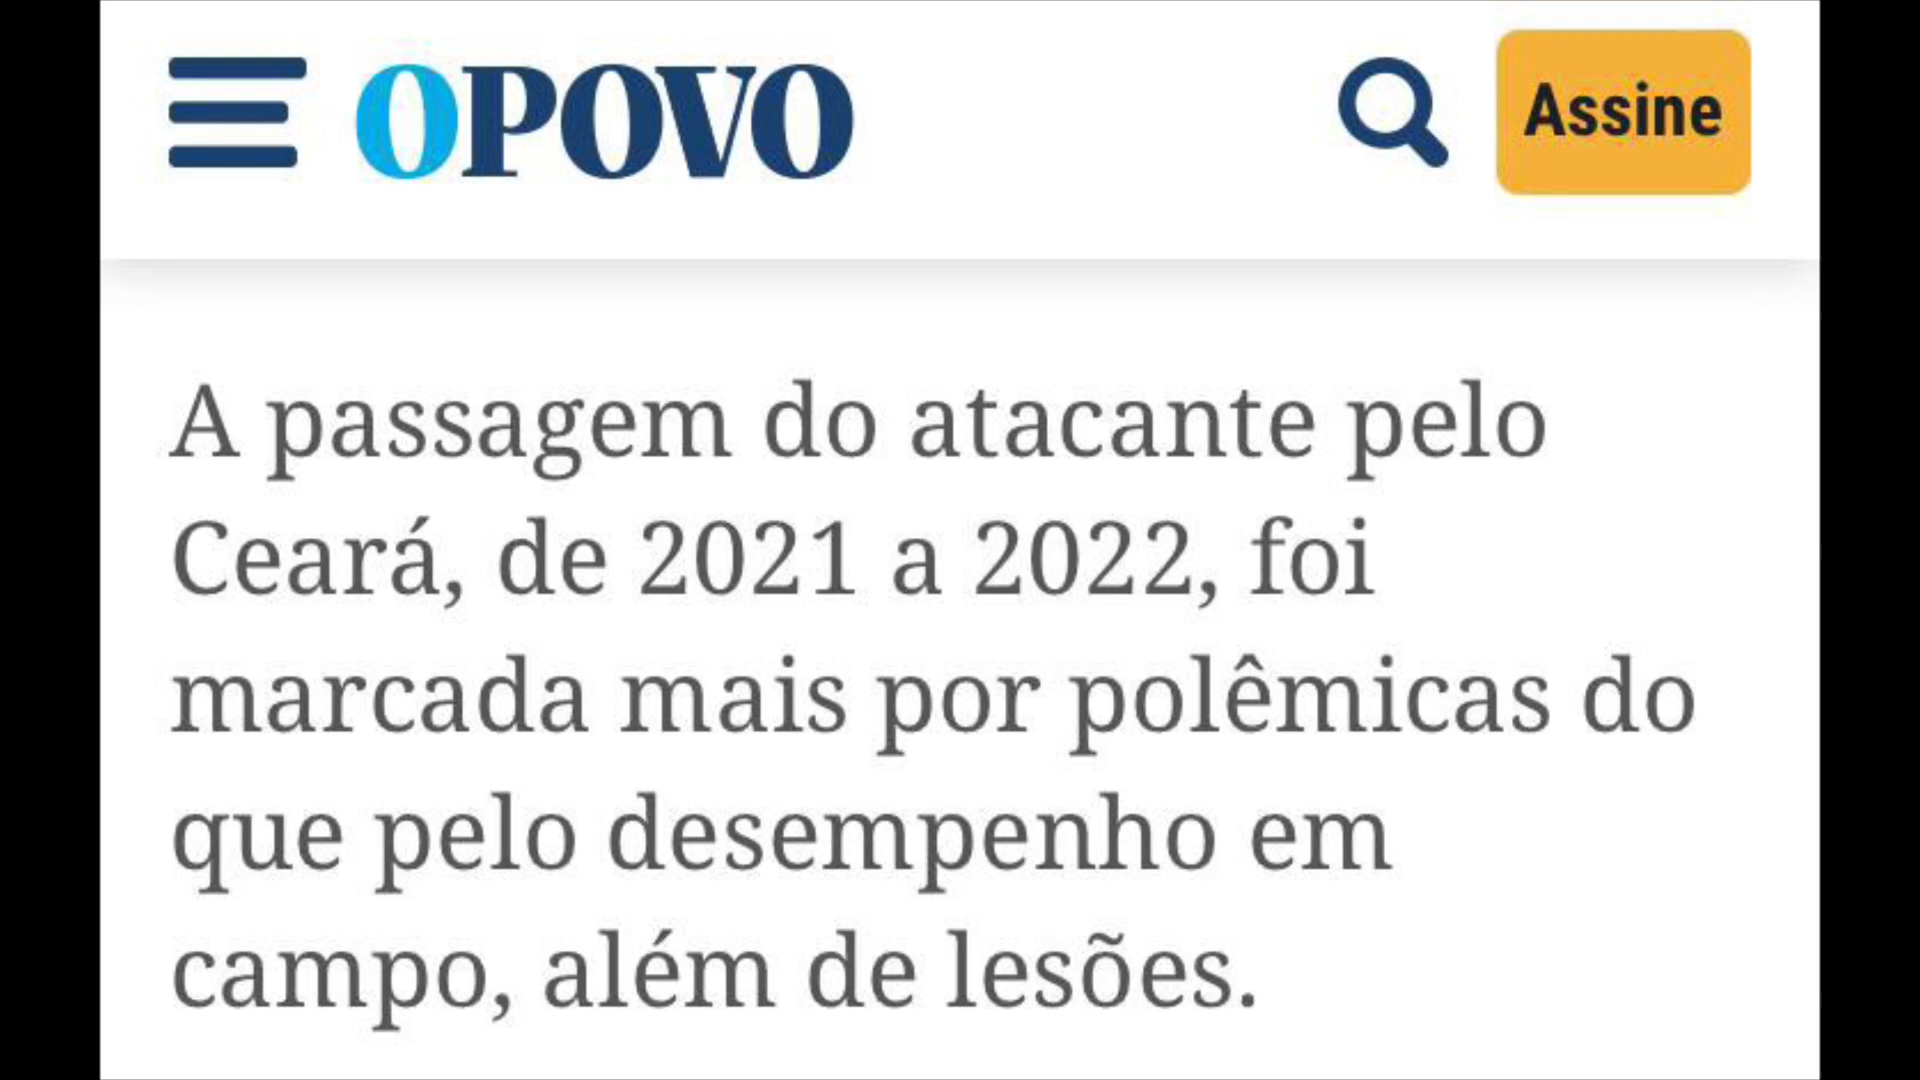 OPOVO
Assine
A passagem do atacante pelo
Ceará, de 2021 a 2022, foi
marcada mais por polêmicas do
que pelo desempenho em
campo, além de lesões.